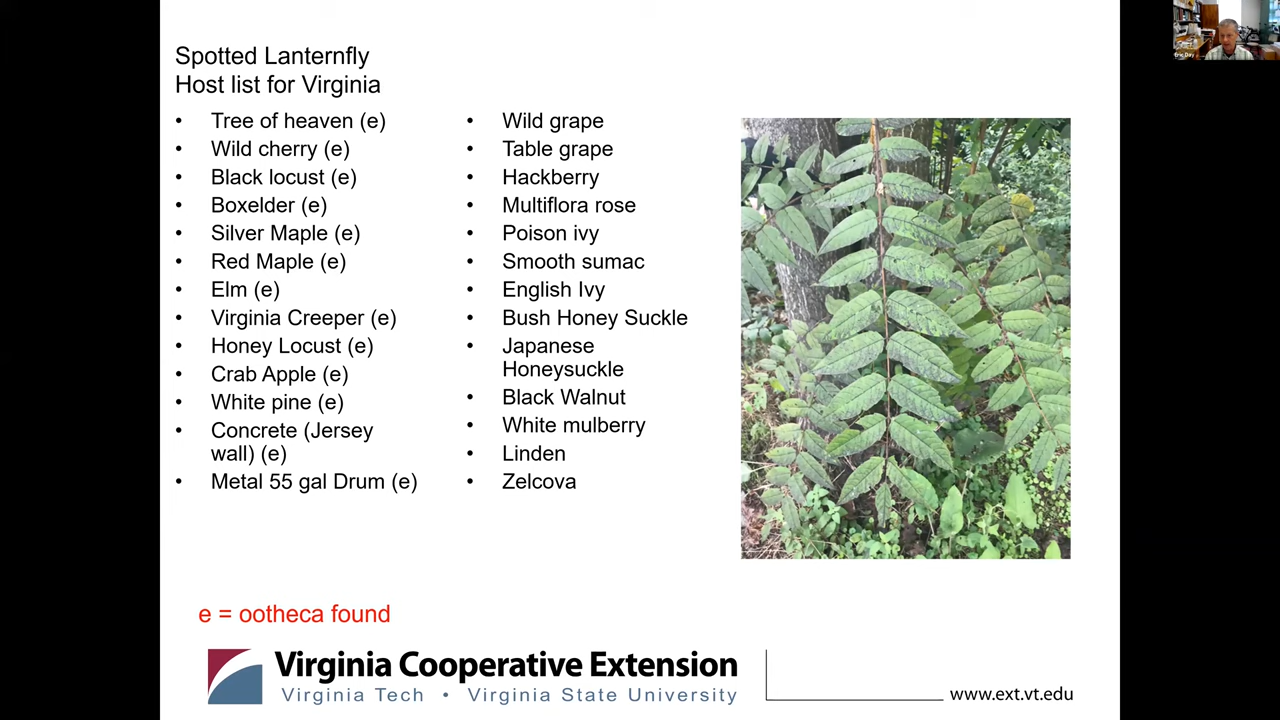 Spotted Lanternfly
Host list for Virginia
• Tree of heaven (e)
• Wild cherry (e)
• Black locust (e)
• Boxelder (e)
• Silver Maple (e)
• Red Maple (e)
• Elm (e)
• Virginia Creeper (e)
• Honey Locust (e)
• Crab Apple (e)
• White pine (e)
• Concrete (Jersey
wall) (e)
• Metal 55 gal Drum (e)
• Wild grape
• Table grape
• Hackberry
• Multiflora rose
• Poison ivy
• Smooth sumac
• English Ivy
• Bush Honey Suckle
• Japanese
Honeysuckle
• Black Walnut
• White mulberry
• Linden
• Zelcova
e = ootheca found
Virginia Cooperative Extension
Virginia Tech • Virginia State University
www.ext.vt.edu
Eric Day